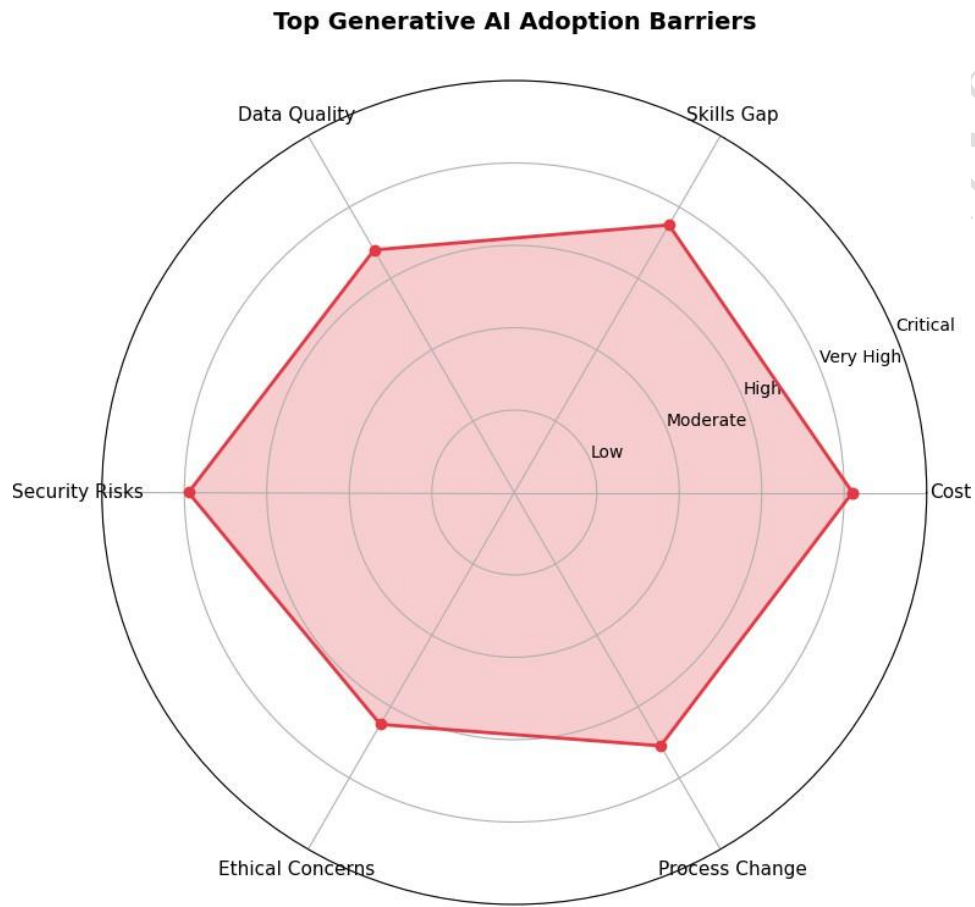 Top Generative AI Adoption Barriers
Data Quality
Skills Gap
Critical
Very High
High
Moderate
Low
Security Risks
Cost
Ethical Concerns
Process Change